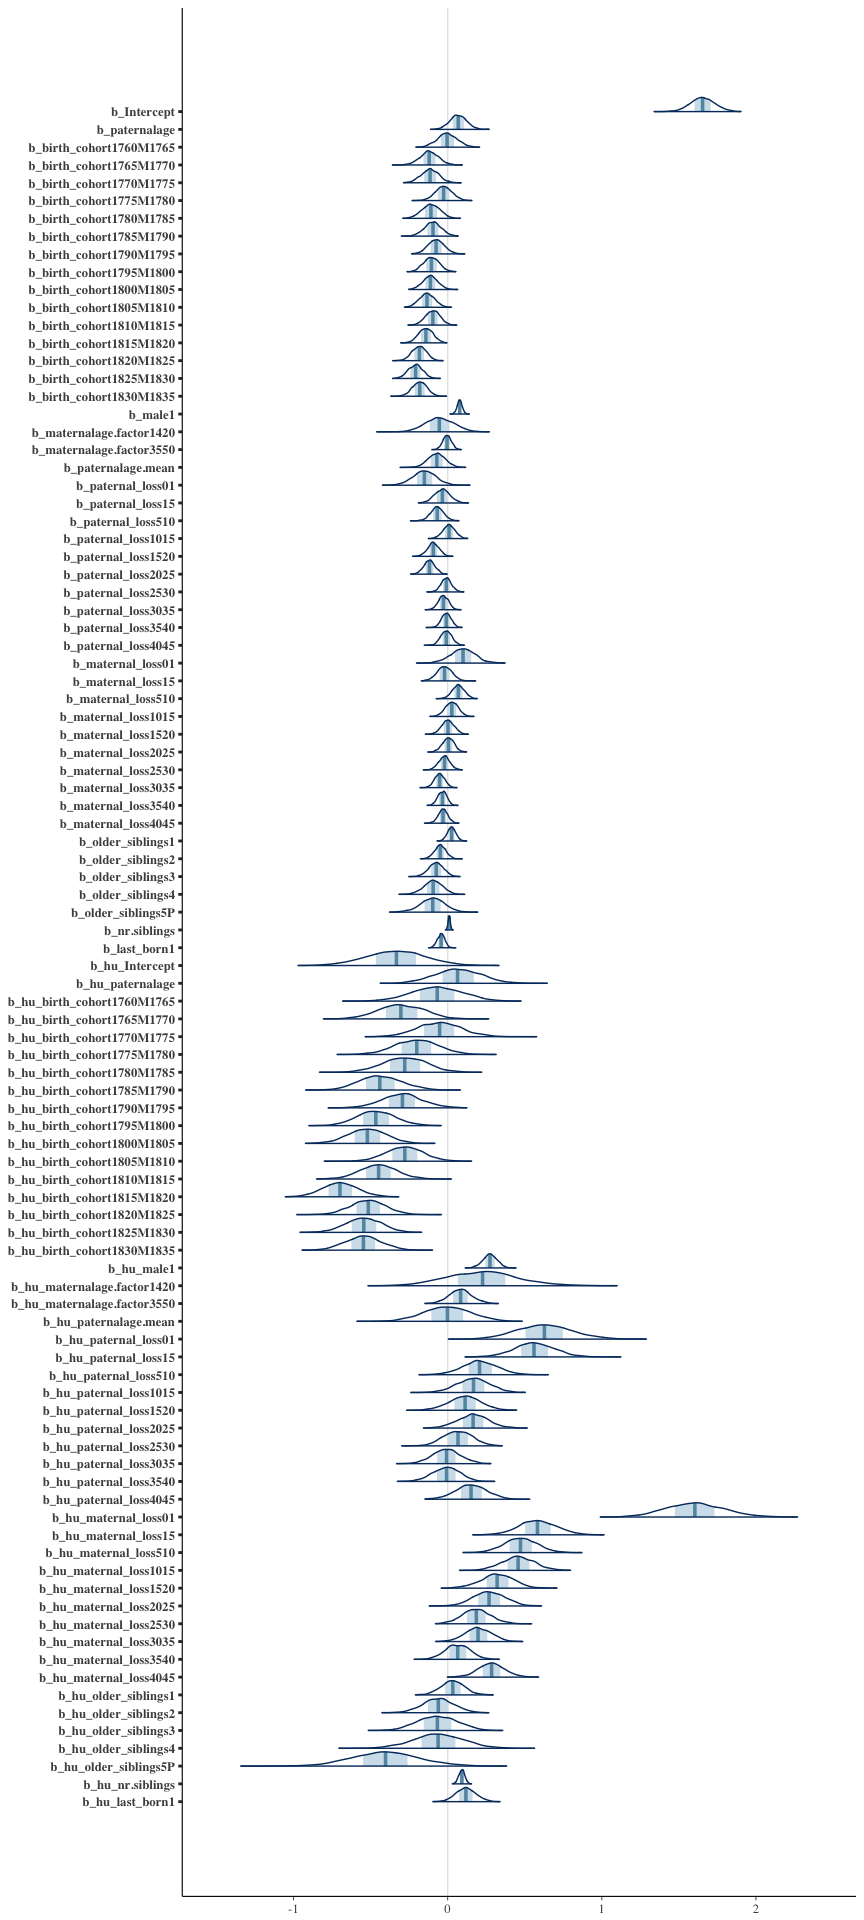 b_Intercept
b_paternalage
b_birth_cohort1760M1765
b_birth_cohort1765M1770
b_birth_cohort1770M1775
b_birth_cohort1775M1780
b_birth_cohort1780M1785
b_birth_cohort1785M1790
b_birth_cohort1790M1795
b_birth_cohort1795M1800
b_birth_cohort1800M1805
b_birth_cohort1805M1810
b_birth_cohort1810M1815
b_birth_cohort1815M1820
b_birth_cohort1820M1825
b_birth_cohort1825M1830
b_birth_cohort1830M1835
b_male1
b_maternalage.factor1420
b_maternalage.factor3550
b_paternalage.mean
b_paternal_loss01
b_paternal_loss15
b_paternal_loss510
b_paternal_loss1015
b_paternal_loss1520
b_paternal_loss2025
b_paternal_loss2530
b_paternal_loss3035
b_paternal_loss3540
b_paternal_loss4045
b_maternal_loss01
b_maternal_loss15
b_maternal_loss510
b_maternal_loss1015
b_maternal_loss1520
b_maternal_loss2025
b_maternal_loss2530
b_maternal_loss3035
b_maternal_loss3540
b_maternal_loss4045
b_older_siblings1
b_older_siblings2
b_older_siblings3
b_older_siblings4
b_older_siblings5P
b_nr.siblings
b_last_born1
b_hu_Intercept
b_hu_paternalage
b_hu_birth_cohort1760M1765
b_hu_birth_cohort1765M1770
b_hu_birth_cohort1770M1775
b_hu_birth_cohort1775M1780
b_hu_birth_cohort1780M1785
b_hu_birth_cohort1785M1790
b_hu_birth_cohort1790M1795
b_hu_birth_cohort1795M1800
b_hu_birth_cohort1800M1805
b_hu_birth_cohort1805M1810
b_hu_birth_cohort1810M1815
b_hu_birth_cohort1815M1820
b_hu_birth_cohort1820M1825
b_hu_birth_cohort1825M1830
b_hu_birth_cohort1830M1835
b_hu_male1
b_hu_maternalage.factor1420
b_hu_maternalage.factor3550
b_hu_paternalage.mean
b_hu_paternal_loss01
b_hu_paternal_loss15
b_hu_paternal_loss510
b_hu_paternal_loss1015
b_hu_paternal_loss1520
b_hu_paternal_loss2025
b_hu_paternal_loss2530
b_hu_paternal_loss3035
b_hu_paternal_loss3540
b_hu_paternal_loss4045
b_hu_maternal_loss01
b_hu_maternal_loss15
b_hu_maternal_loss510
b_hu_maternal_loss1015
b_hu_maternal_loss1520
b_hu_maternal_loss2025
b_hu_maternal_loss2530
b_hu_maternal_loss3035
b_hu_maternal_loss3540
b_hu_maternal_loss4045
b_hu_older_siblings1
b_hu_older_siblings2
b_hu_older_siblings3
b_hu_older_siblings4
b_hu_older_siblings5P
b_hu_nr.siblings
b_hu_last_born1
-1 0 1 2